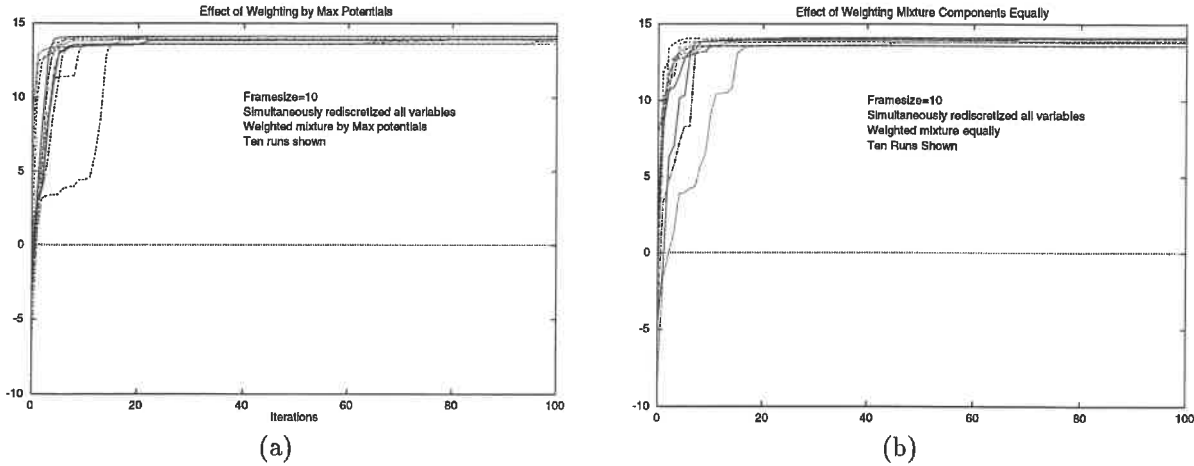 Effect of Weighting by Max Potentials
15
10
5
0
-5
-10
Framesize=10
Simultaneously rediscretized all variables
Weighted mixture by Max potentials
Ten runs shown
0
20
40
60
80
100
Iterations
(a)
Effect of Weighting Mixture Components Equally
15
10
5
0
-5
-10
Framesize=10
Simultaneously rediscretized all variables
Weighted mixture equally
Ten Runs Shown
0
20
40
60
80
100
(b)